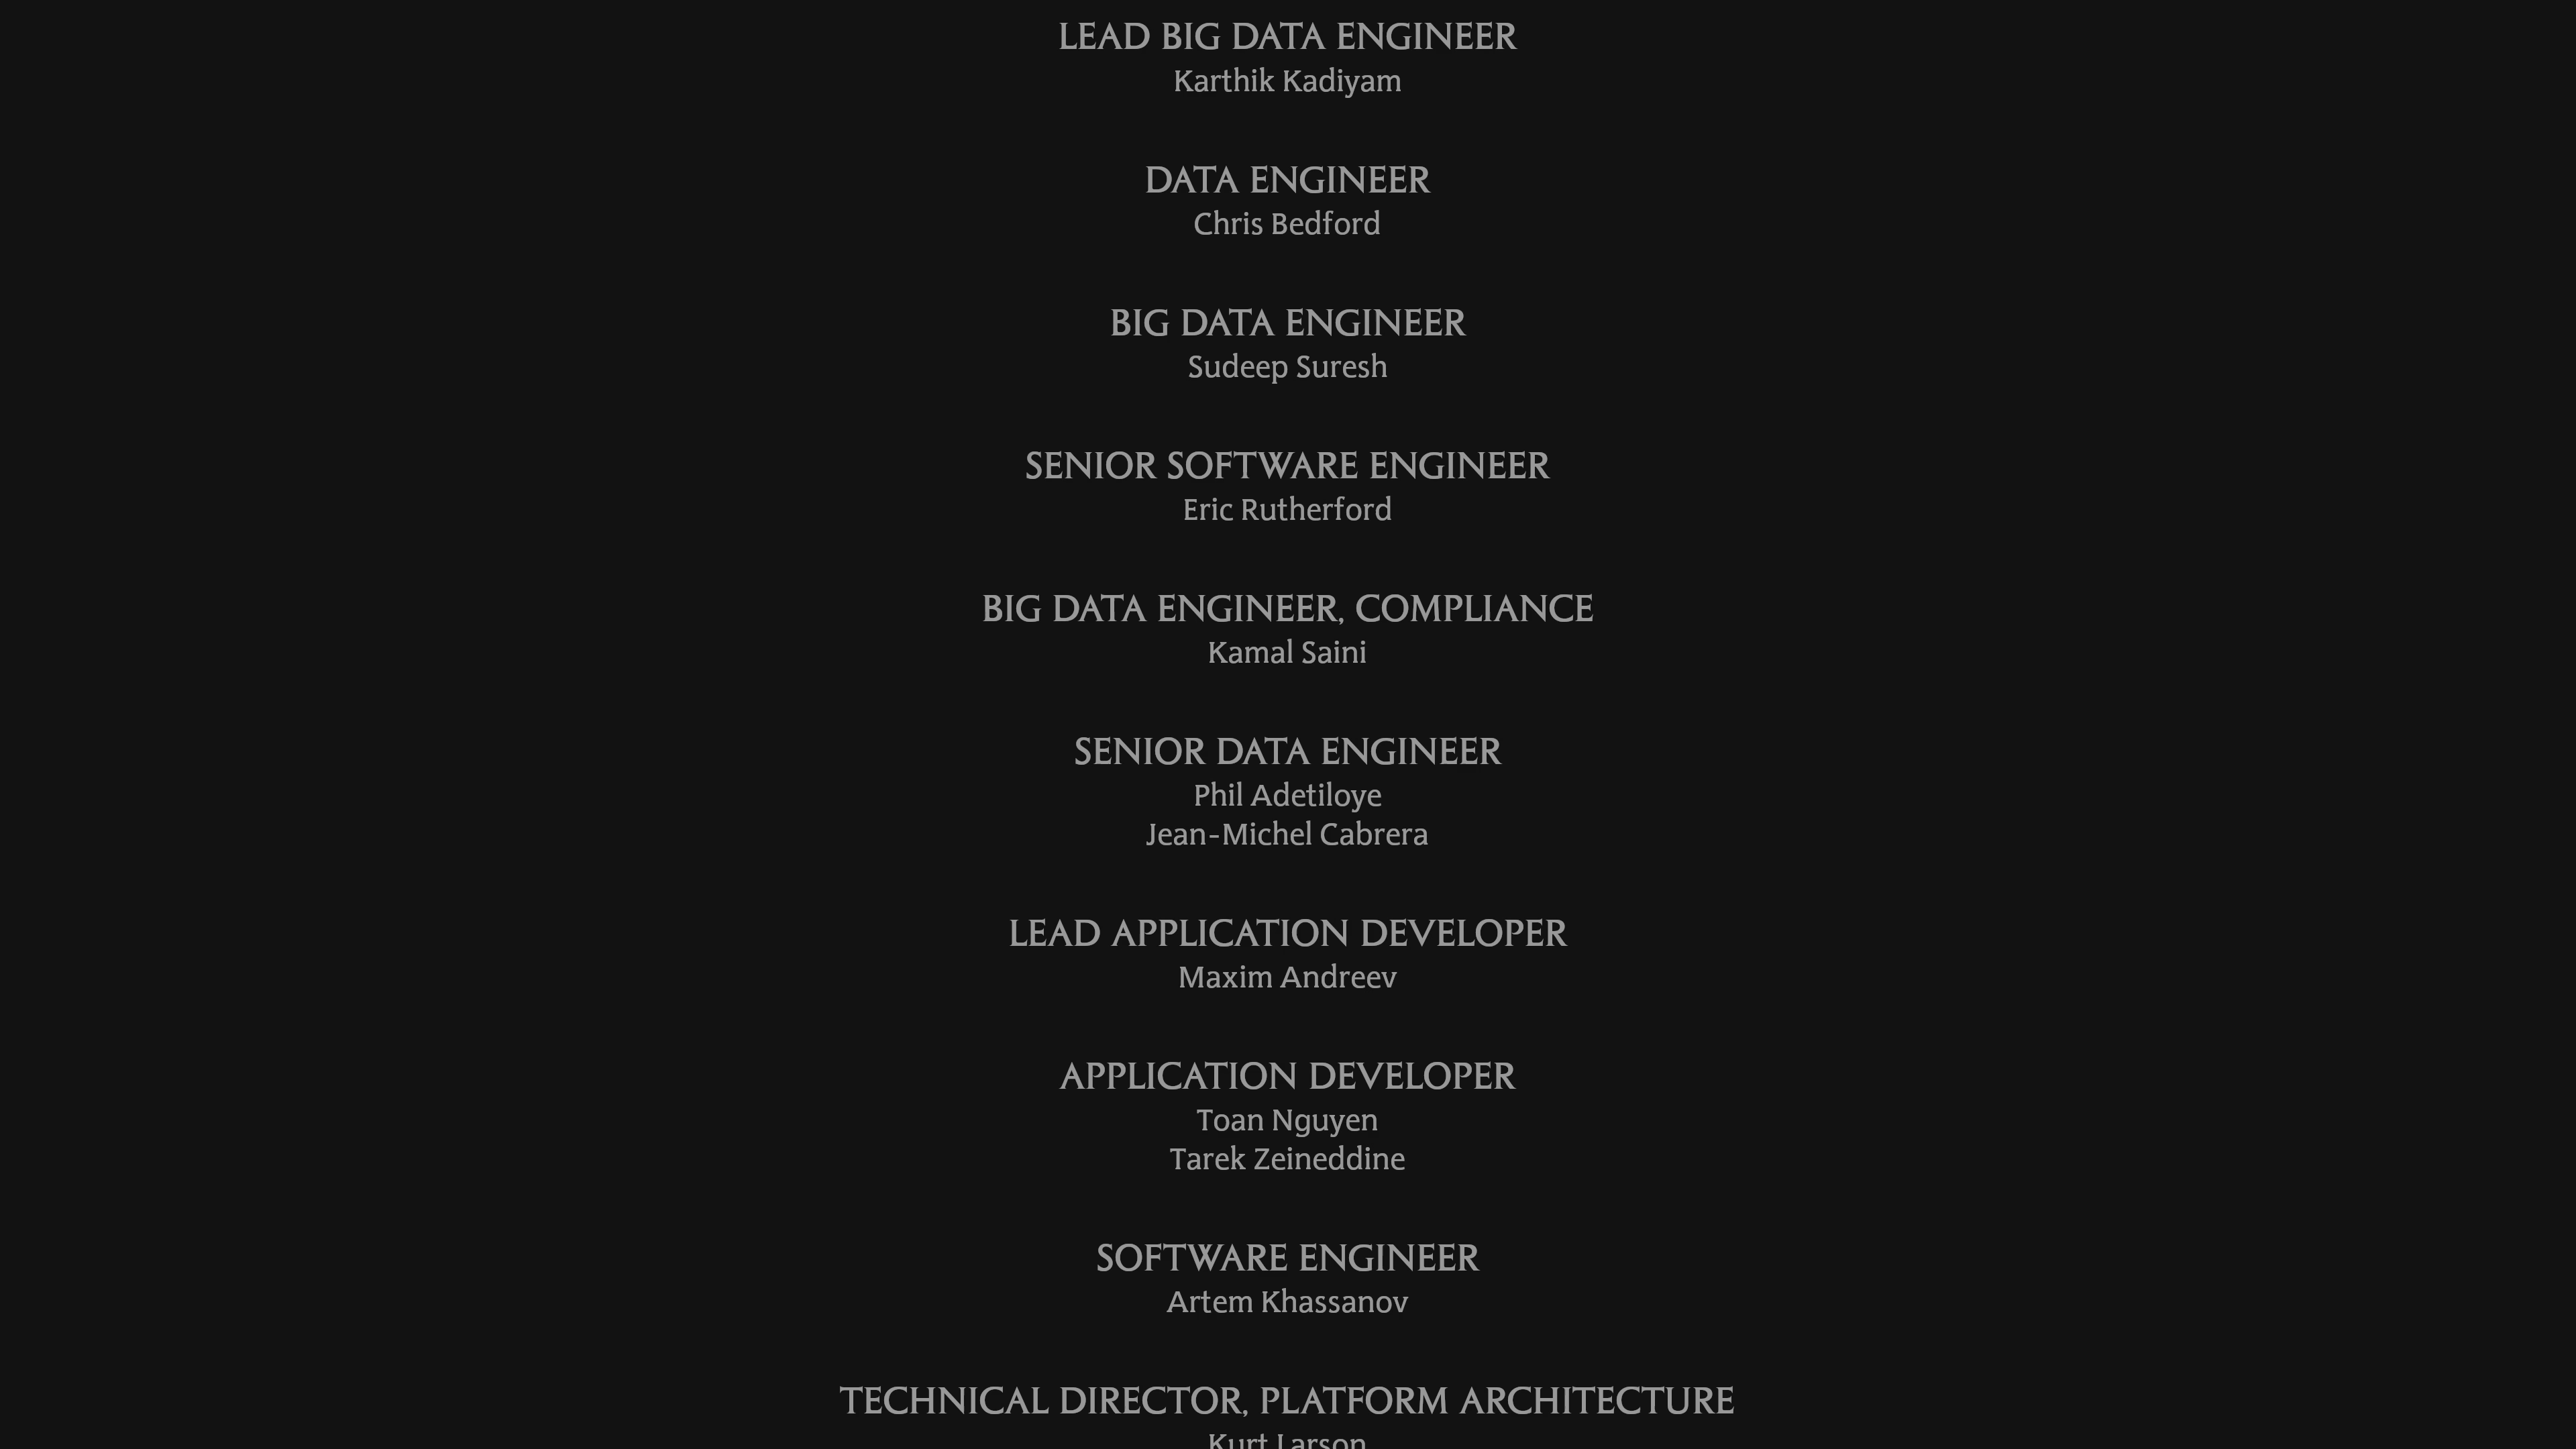 LEAD BIG DATA ENGINEER
Karthik Kadiyam
DATA ENGINEER
Chris Bedford
BIG DATA ENGINEER
Sudeep Suresh
SENIOR SOFTWARE ENGINEER
Eric Rutherford
BIG DATA ENGINEER, COMPLIANCE
Kamal Saini
SENIOR DATA ENGINEER
Phil Adetiloye
Jean-Michel Cabrera
LEAD APPLICATION DEVELOPER
Maxim Andreev
APPLICATION DEVELOPER
Toan Nguyen
Tarek Zeineddine
SOFTWARE ENGINEER
Artem Khassanov
TECHNICAL DIRECTOR, PLATFORM ARCHITECTURE
Kurt Larson